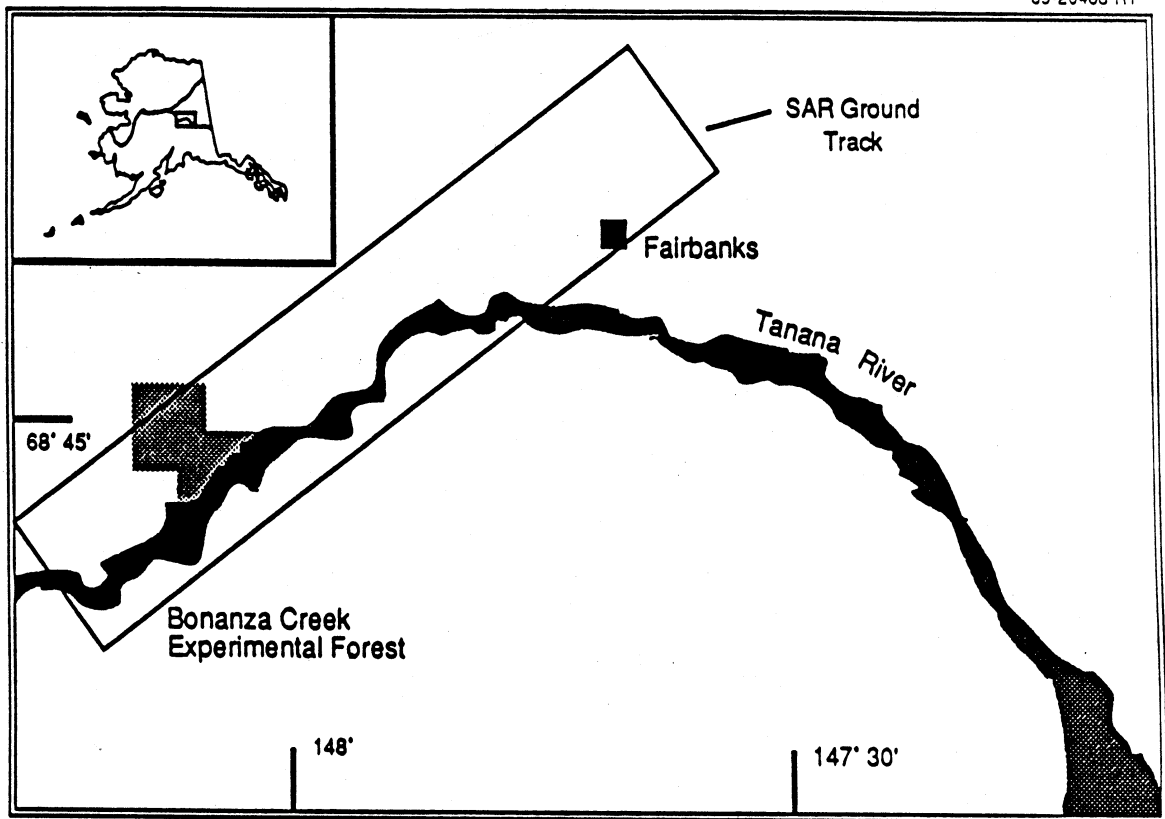 SAR Ground
Track
Fairbanks
Tanana River
68° 45'
Bonanza Creek
Experimental Forest
148°
147° 30'